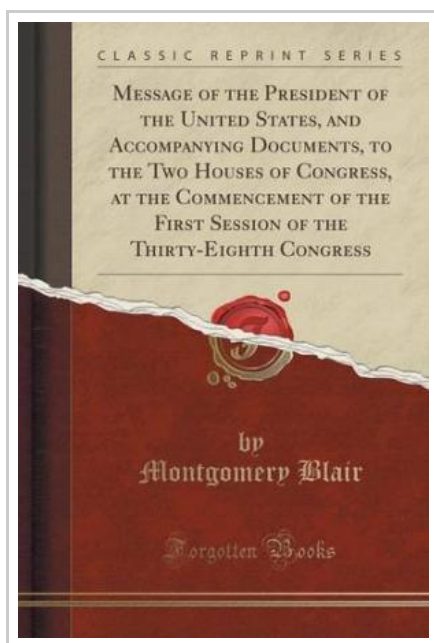 CLASSIC REPRINT SERIES
MESSAGE OF THE PRESIDENT OF
THE UNITED STATES, AND
ACCOMPANYING DOCUMENTS, TO
THE TWO HOUSES OF CONGRESS,
AT THE COMMENCEMENT OF THE
FIRST SESSION OF THE
THIRTY-EIGHTH CONGRESS
by
Montgomery Blair
Forgotten Books